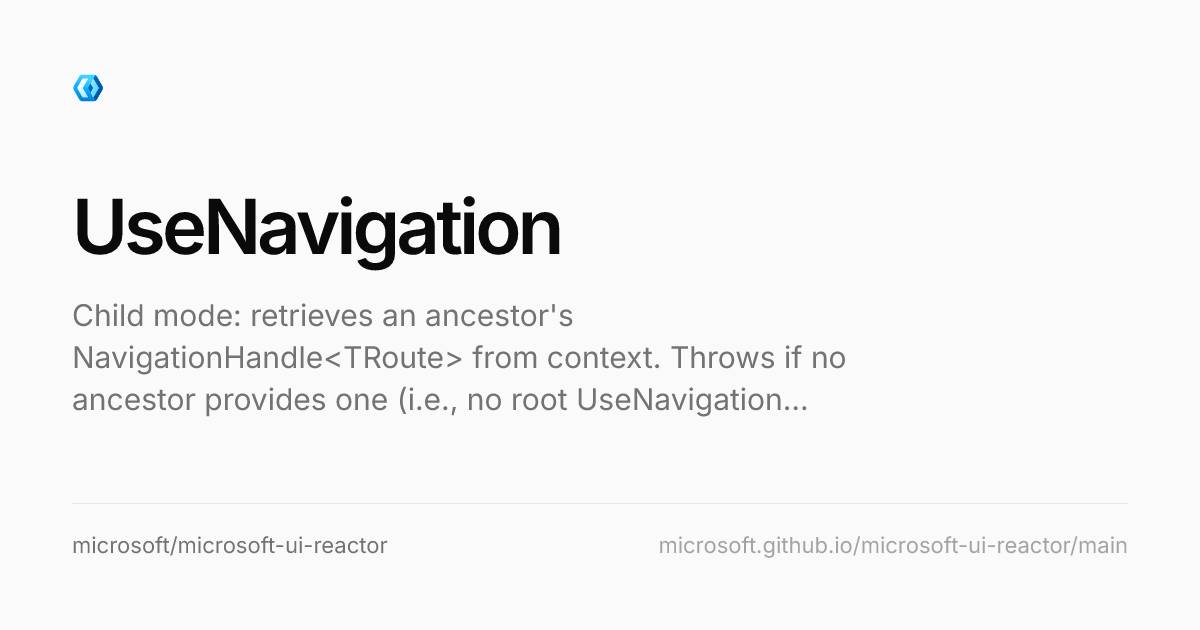 UseNavigation
Child mode: retrieves an ancestor's
NavigationHandle<TRoute> from context. Throws if no
ancestor provides one (i.e., no root UseNavigation...
microsoft/microsoft-ui-reactor
microsoft.github.io/microsoft-ui-reactor/main